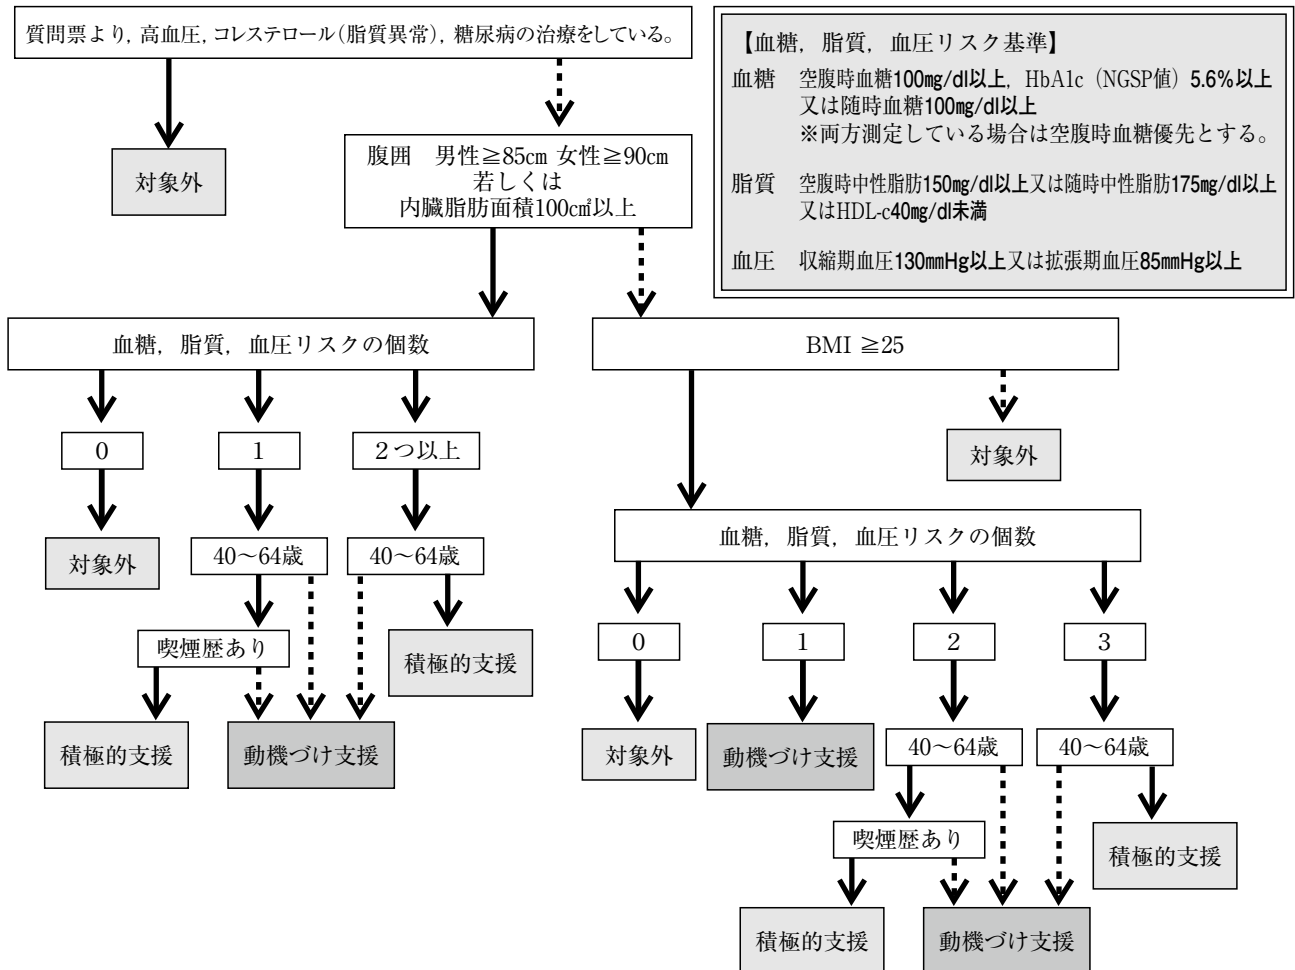 質問票より，高血圧，コレステロール（脂質異常），糖尿病の治療をしている。
【血糖，脂質，血圧リスク基準】
血糖　空腹時血糖100㎎/dl以上，HbA1c（NGSP値）5.6％以上
又は随時血糖100㎎/dl以上
※両方測定している場合は空腹時血糖優先とする。
脂質　空腹時中性脂肪150㎎/dl以上又は随時中性脂肪175㎎/dl以上
又はHDL-c40㎎/dl未満
血圧　収縮期血圧130㎜Hg以上又は拡張期血圧85㎜Hg以上
対象外
腹囲　男性≧85㎝ 女性≧90㎝
若しくは
内臓脂肪面積100㎠以上
血糖，脂質，血圧リスクの個数
0
1
２つ以上
対象外
40～64歳
40～64歳
喫煙歴あり
積極的支援
積極的支援
動機づけ支援
BMI ≧25
対象外
血糖，脂質，血圧リスクの個数
0
1
2
3
対象外
動機づけ支援
40～64歳
40～64歳
喫煙歴あり
積極的支援
積極的支援
動機づけ支援